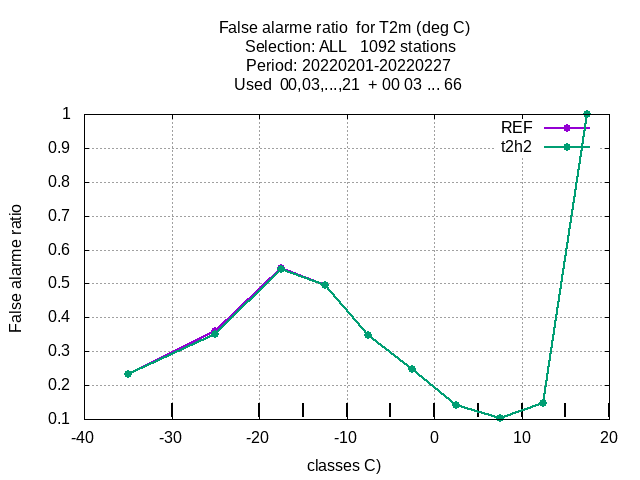 False alarme ratio  for T2m (deg C)
Selection: ALL   1092 stations
Period: 20220201-20220227
Used  00,03,...,21  + 00 03 ... 66
REF
t2h2
1
0.9
0.8
0.7
0.6
0.5
0.4
0.3
0.2
0.1
False alarme ratio
-40 -30 -20 -10 0 10 20
classes C)